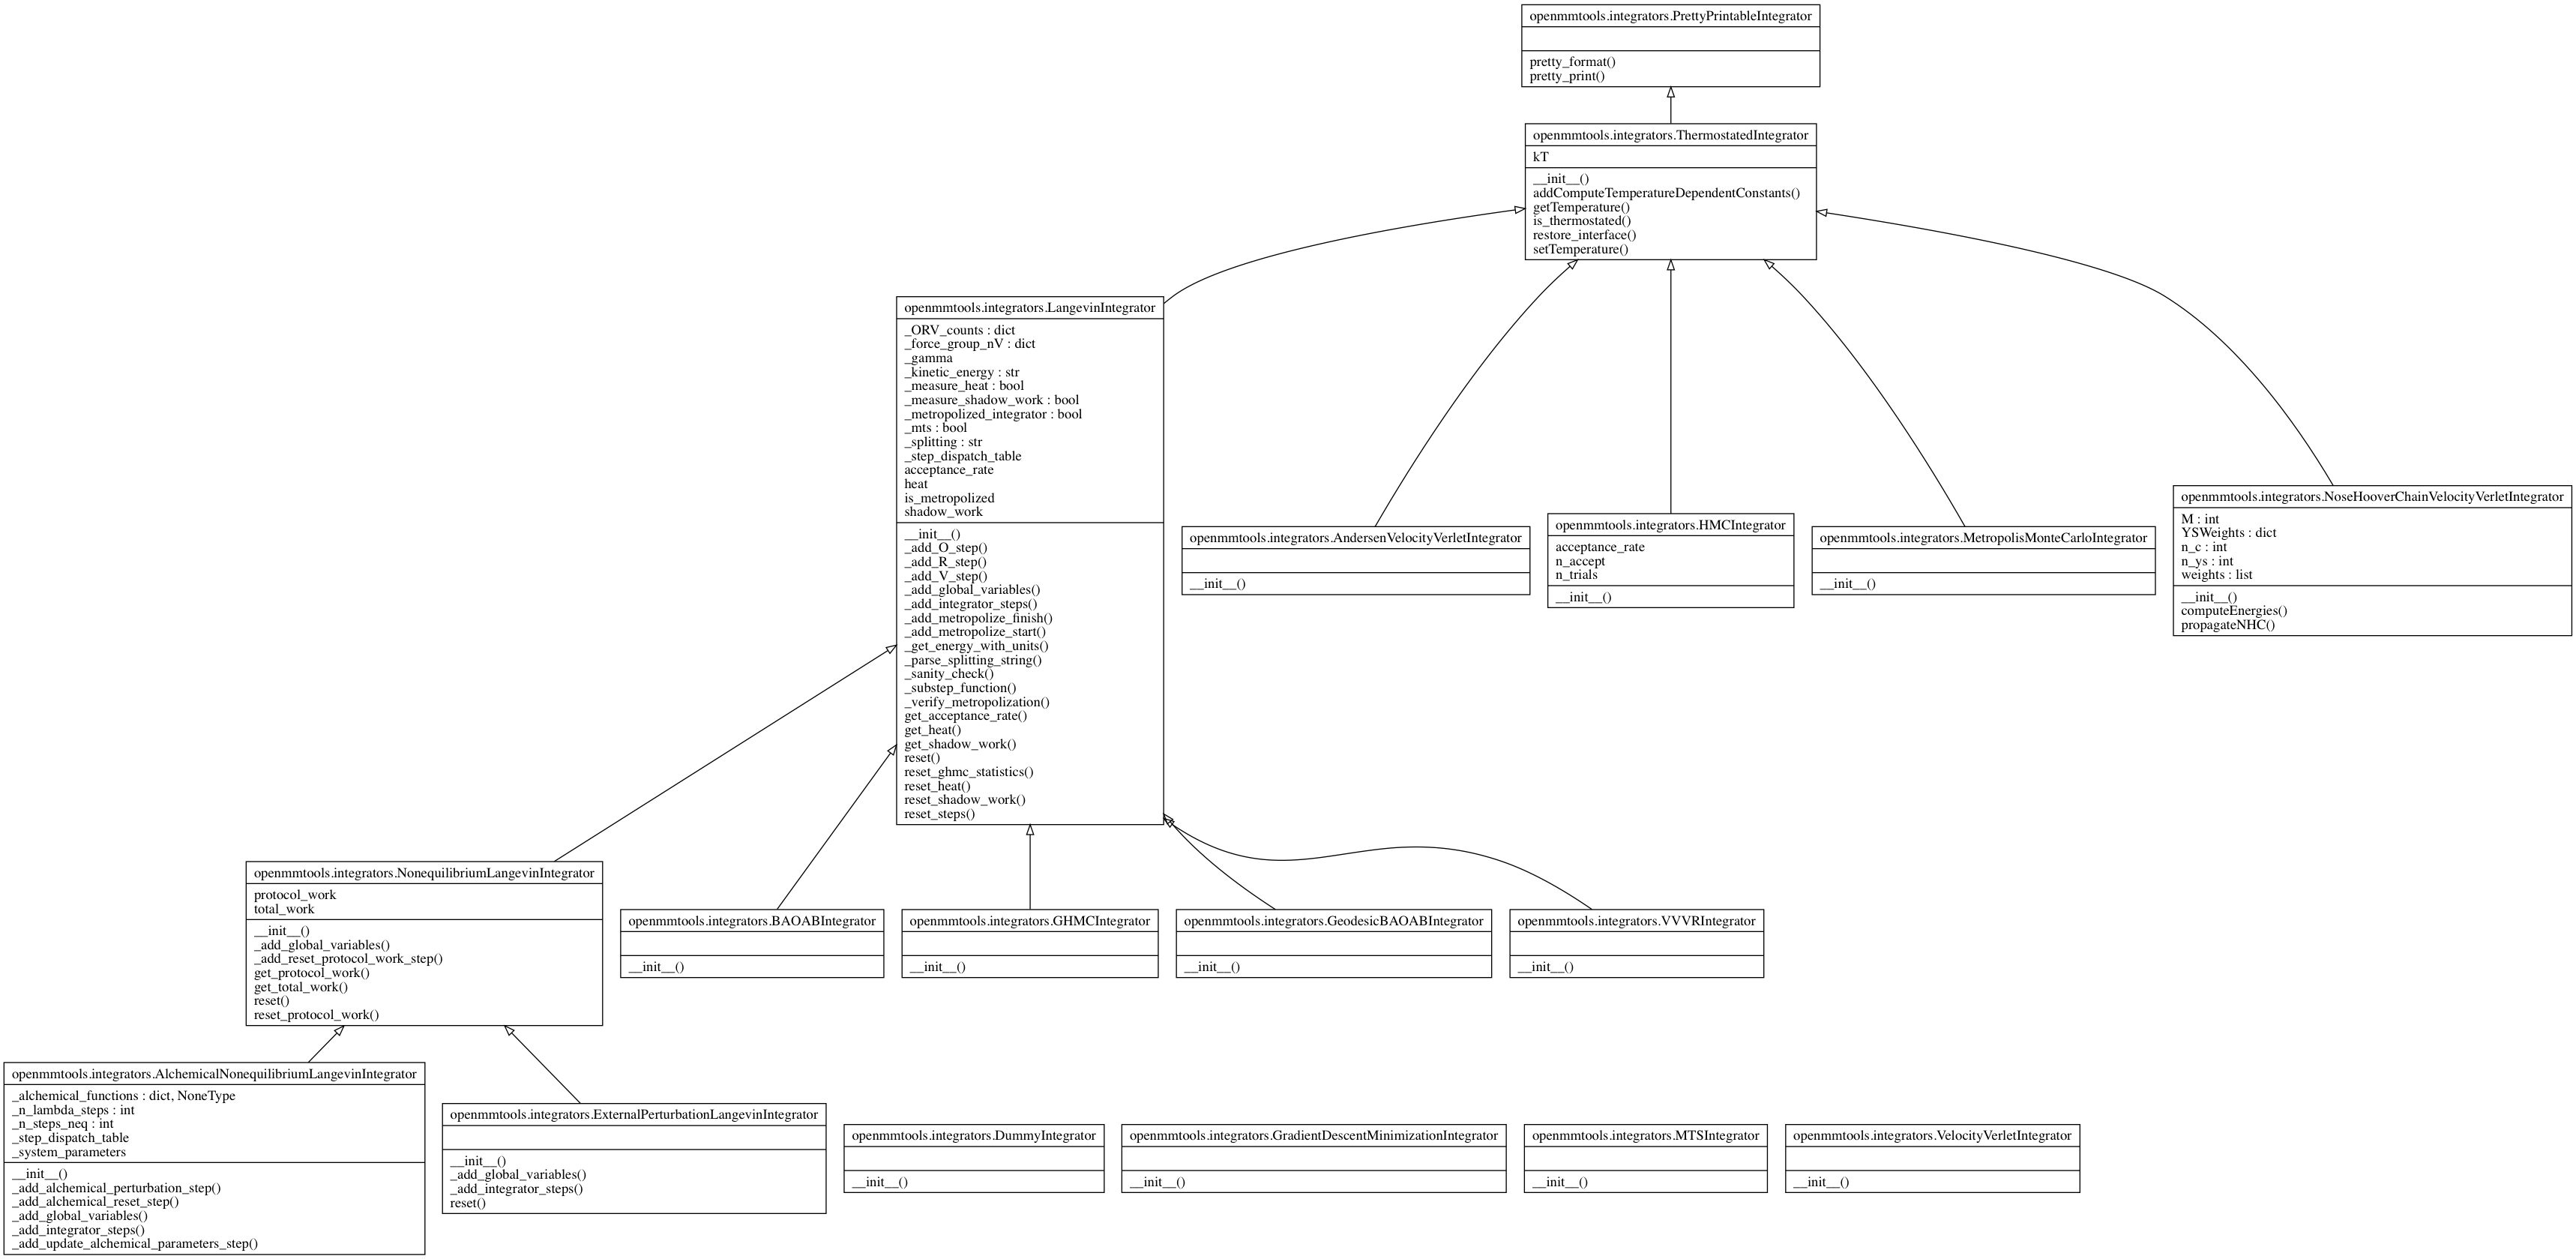 openmmtools.integrators.PrettyPrintableIntegrator
pretty_format()
pretty_print()
openmmtools.integrators.ThermostatedIntegrator
kT
__init__()
addComputeTemperatureDependentConstants()
getTemperature()
is_thermostated()
restore_interface()
setTemperature()
openmmtools.integrators.LangevinIntegrator
_ORV_counts : dict
_force_group_nV : dict
_gamma
_kinetic_energy : str
_measure_heat : bool
_measure_shadow_work : bool
_metropolized_integrator : bool
_mts : bool
_splitting : str
_step_dispatch_table
acceptance_rate
heat
is_metropolized
shadow_work
__init__()
_add_O_step()
_add_R_step()
_add_V_step()
_add_global_variables()
_add_integrator_steps()
_add_metropolize_finish()
_add_metropolize_start()
_get_energy_with_units()
_parse_splitting_string()
_sanity_check()
_substep_function()
_verify_metropolization()
get_acceptance_rate()
get_heat()
get_shadow_work()
reset()
reset_ghmc_statistics()
reset_heat()
reset_shadow_work()
reset_steps()
openmmtools.integrators.AndersenVelocityVerletIntegrator
__init__()
openmmtools.integrators.HMCIntegrator
acceptance_rate
n_accept
n_trials
__init__()
openmmtools.integrators.MetropolisMonteCarloIntegrator
__init__()
openmmtools.integrators.NoseHooverChainVelocityVerletIntegrator
M : int
YSWeights : dict
n_c : int
n_ys : int
weights : list
__init__()
computeEnergies()
propagateNHC()
openmmtools.integrators.NonequilibriumLangevinIntegrator
protocol_work
total_work
__init__()
_add_global_variables()
_add_reset_protocol_work_step()
get_protocol_work()
get_total_work()
reset()
reset_protocol_work()
openmmtools.integrators.BAOABIntegrator
__init__()
openmmtools.integrators.GHMCIntegrator
__init__()
openmmtools.integrators.GeodesicBAOABIntegrator
__init__()
openmmtools.integrators.VVVRIntegrator
__init__()
openmmtools.integrators.AlchemicalNonequilibriumLangevinIntegrator
_alchemical_functions : dict, NoneType
_n_lambda_steps : int
_n_steps_neq : int
_step_dispatch_table
_system_parameters
__init__()
_add_alchemical_perturbation_step()
_add_alchemical_reset_step()
_add_global_variables()
_add_integrator_steps()
_add_update_alchemical_parameters_step()
openmmtools.integrators.ExternalPerturbationLangevinIntegrator
__init__()
_add_global_variables()
_add_integrator_steps()
reset()
openmmtools.integrators.DummyIntegrator
__init__()
openmmtools.integrators.GradientDescentMinimizationIntegrator
__init__()
openmmtools.integrators.MTSIntegrator
__init__()
openmmtools.integrators.VelocityVerletIntegrator
__init__()